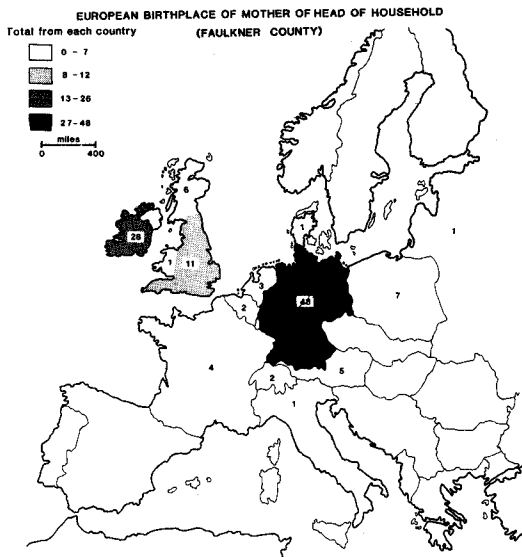 EUROPEAN BIRTHPLACE OF MOTHER OF HEAD OF HOUSEHOLD
(FAULKNER COUNTY)
Total from each country
0 - 7
8 - 12
13 - 26
27 - 48
miles
0 400
6
1
26
1
11
3
48
7
1
2
4
2
5
1